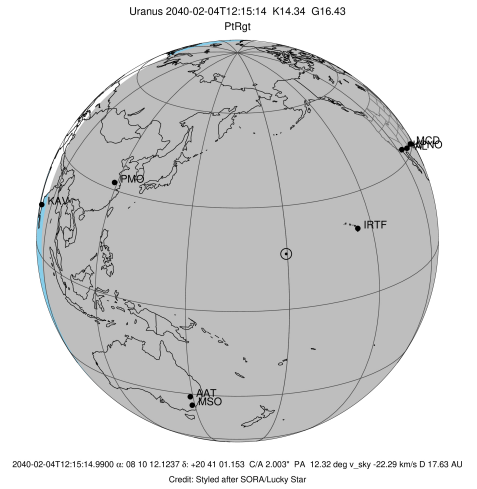 Uranus 2040-02-04T12:15:14 K14.34 G16.43
PtRgt
MCD
PMO
KAV
IRTF
AAT
MSO
2040-02-04T12:15:14.9900 α: 08 10 12.1237 δ: +20 41 01.153 C/A 2.003" PA 12.32 deg v_sky -22.29 km/s D 17.63 AU
Credit: Styled after SORA/Lucky Star